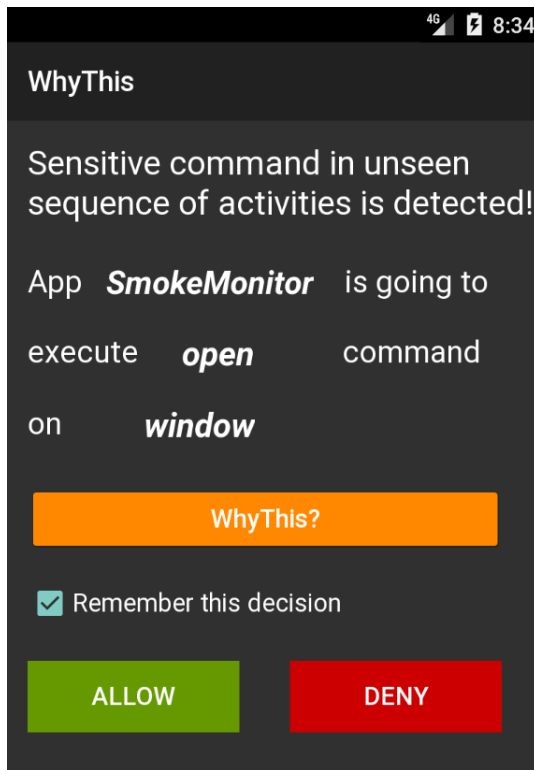 4G 8:34
WhyThis
Sensitive command in unseen
sequence of activities is detected!
App SmokeMonitor is going to
execute open command
on window
WhyThis?
Remember this decision
ALLOW DENY